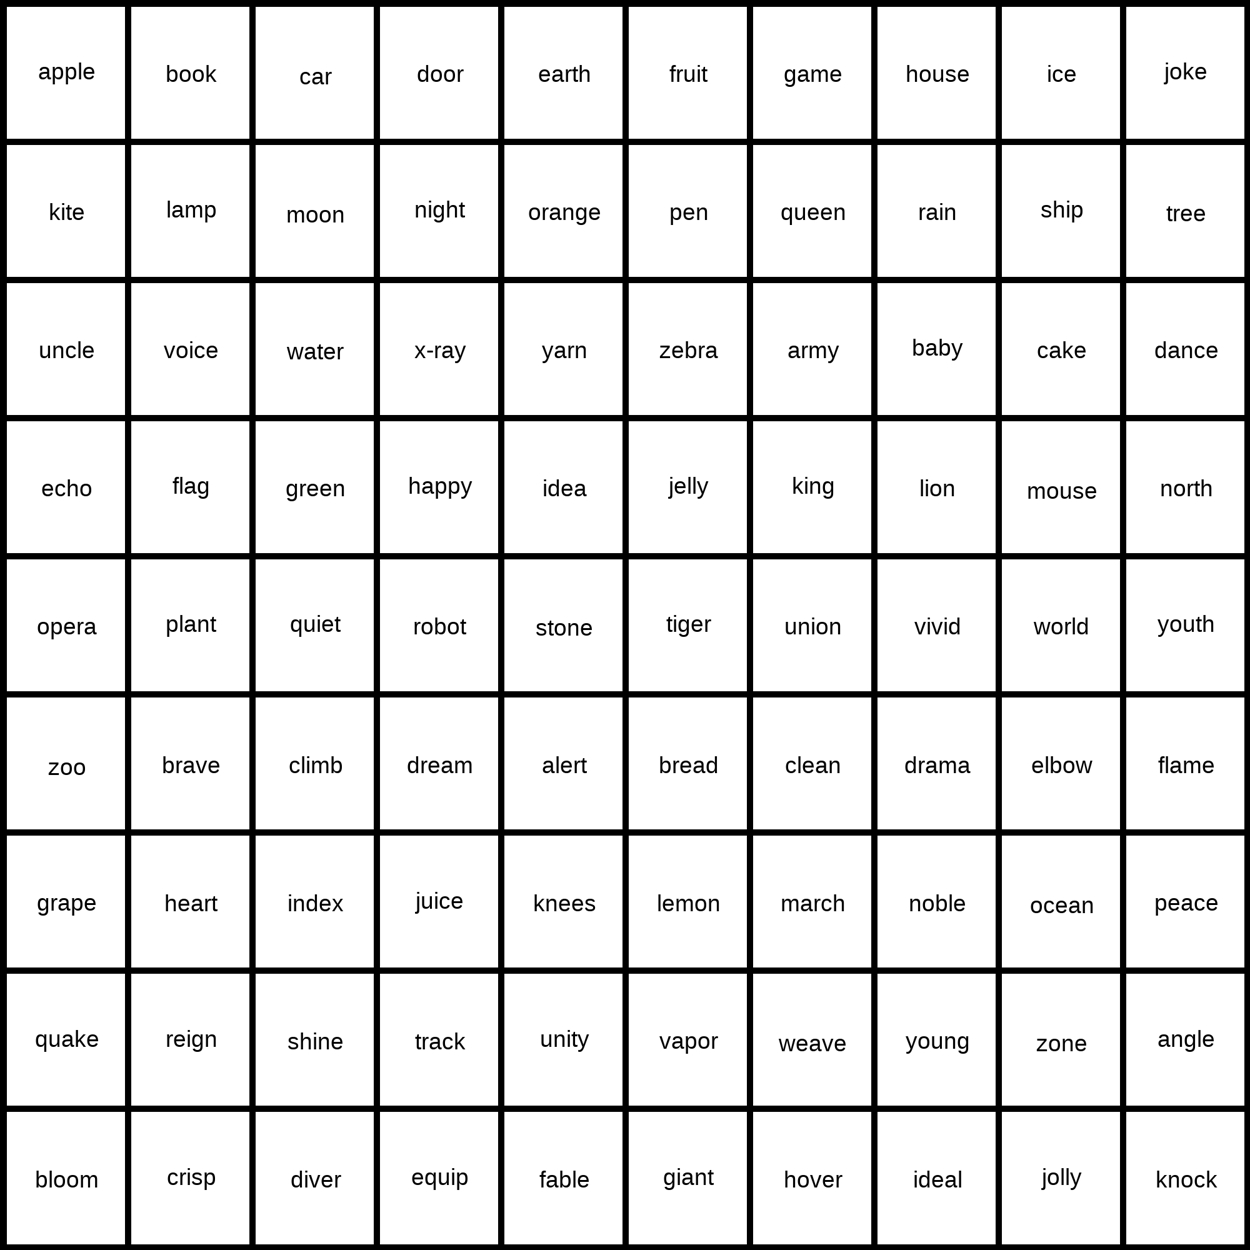 apple book car door earth fruit game house ice joke
kite lamp moon night orange pen queen rain ship tree
uncle voice water x-ray yarn zebra army baby cake dance
echo flag green happy idea jelly king lion mouse north
opera plant quiet robot stone tiger union vivid world youth
zoo brave climb dream alert bread clean drama elbow flame
grape heart index juice knees lemon march noble ocean peace
quake reign shine track unity vapor weave young zone angle
bloom crisp diver equip fable giant hover ideal jolly knock